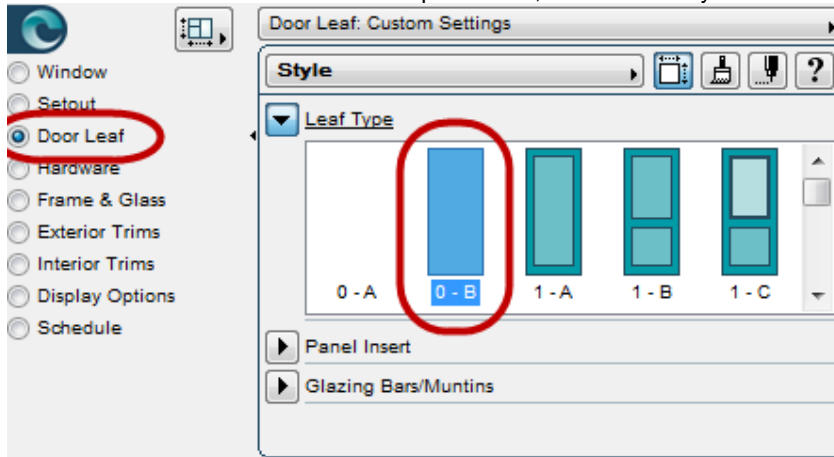 Door Leaf: Custom Settings
Window
Setout
Door Leaf
Hardware
Frame & Glass
Exterior Trims
Interior Trims
Display Options
Schedule
Style
?
Leaf Type
0 - A
0 - B
1 - A
1 - B
1 - C
Panel Insert
Glazing Bars/Muntins